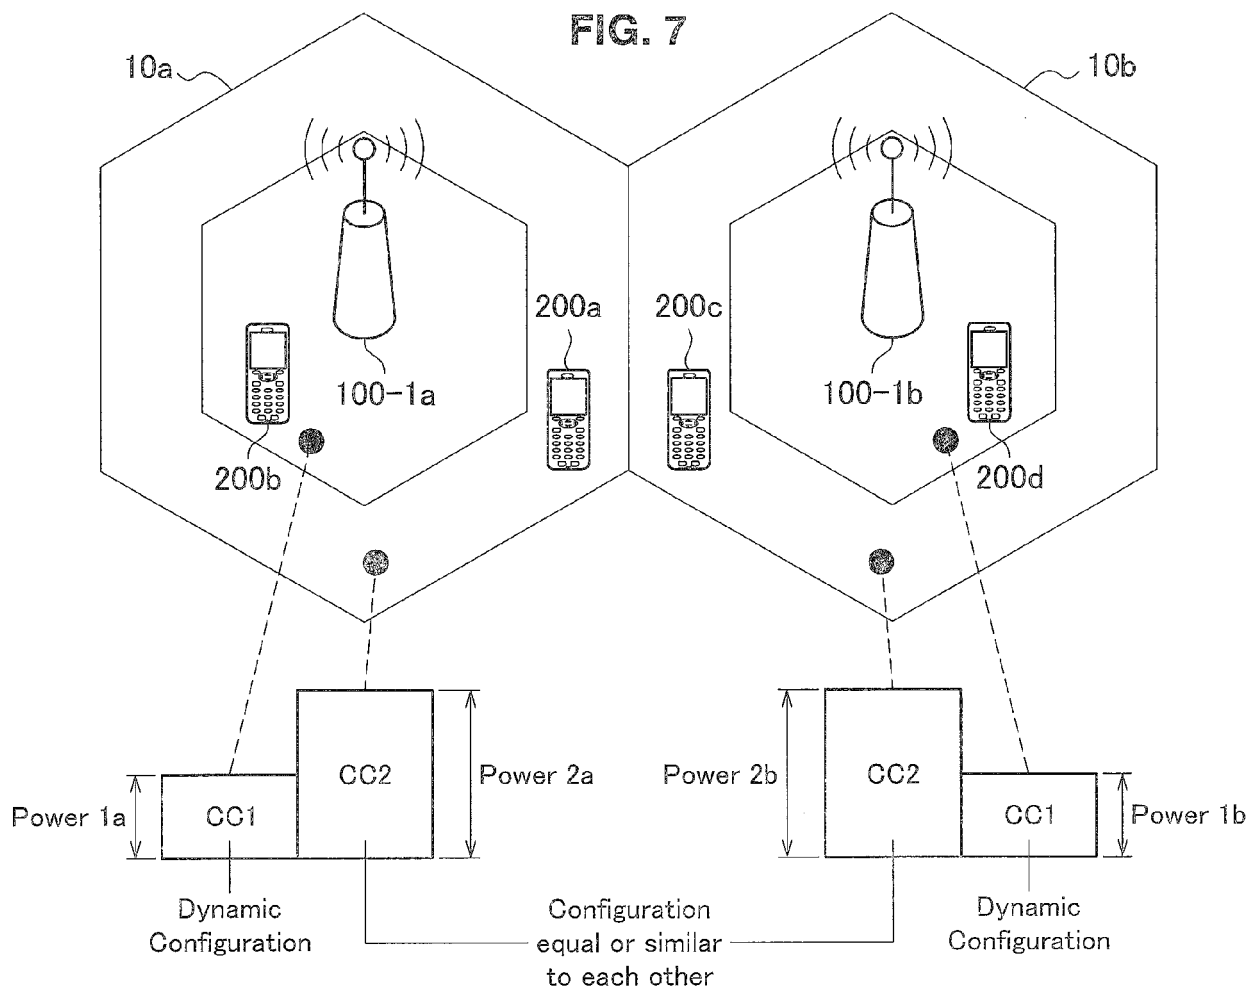 FIG. 7
10a
10b
200a
200c
100-1a
100-1b
200b
200d
CC2
Power 2a
Power 2b
CC2
Power 1a
CC1
CC1
Power 1b
Dynamic
Configuration
Configuration
equal or similar
to each other
Dynamic
Configuration